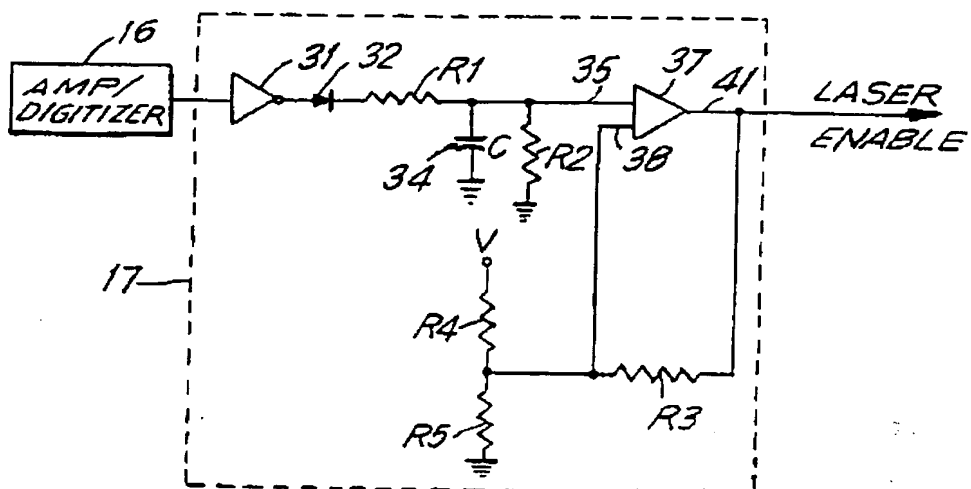 16
AMP/
DIGITIZER
31
32
R1
35
37
41
LASER
ENABLE
34
C
R2
38
17
V
R4
R3
R5